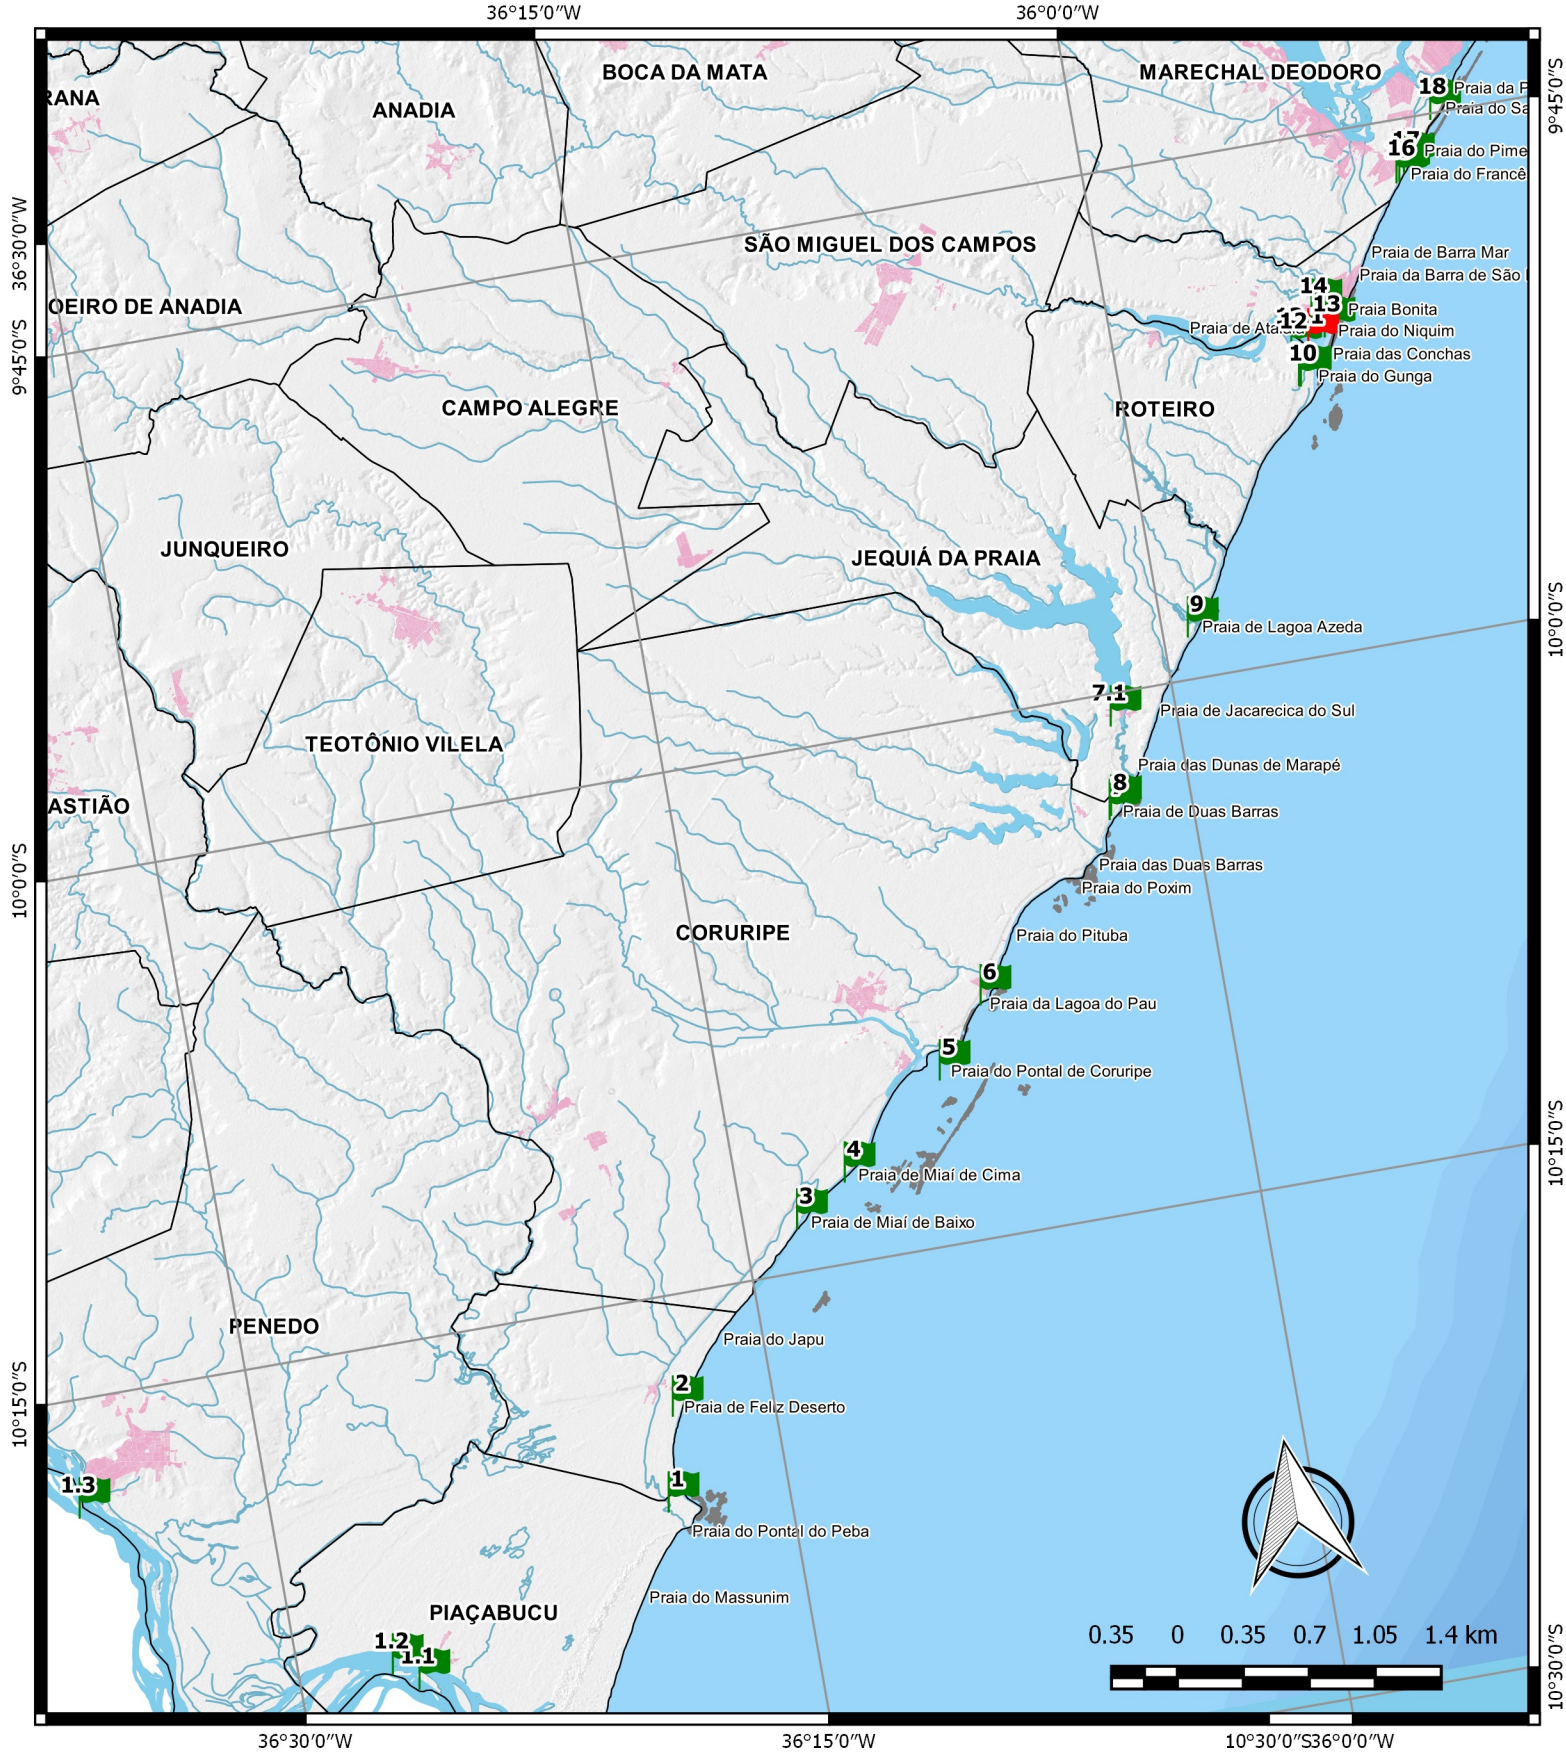 36°15'0"W
36°0'0"W
BOCA DA MATA
MARECHAL DEODORO
RANA
ANADIA
18
Praia da P
Praia do Sa
9°45'0"S
17
16
Praia do Pime
Praia do Francê
36°30'0"W
SÃO MIGUEL DOS CAMPOS
Praia de Barra Mar
Praia da Barra de São
14
13
OEIRO DE ANADIA
Praia Bonita
12
Praia do Niquim
9°45'0"S
10
Praia das Conchas
Praia do Gunga
CAMPO ALEGRE
ROTEIRO
JUNQUEIRO
JEQUIÁ DA PRAIA
9
Praia de Lagoa Azeda
10°0'0"S
7.1
Praia de Jacarecica do Sul
TEOTÔNIO VILELA
Praia das Dunas de Marapé
8
Praia de Duas Barras
ASTIÃO
Praia das Duas Barras
Praia do Poxim
10°0'0"S
CORURIPE
Praia do Pituba
6
Praia da Lagoa do Pau
5
Praia do Pontal de Coruripe
10°15'0"S
4
Praia de Miaí de Cima
3
Praia de Miaí de Baixo
PENEDO
Praia do Japu
2
Praia de Feliz Deserto
10°15'0"S
1
1.3
Praia do Pontal do Peba
Praia do Massunim
PIAÇABUCU
1.2
1.1
0.35 0 0.35 0.7 1.05 1.4 km
10°30'0"S
36°30'0"W
36°15'0"W
10°30'0"S
36°0'0"W